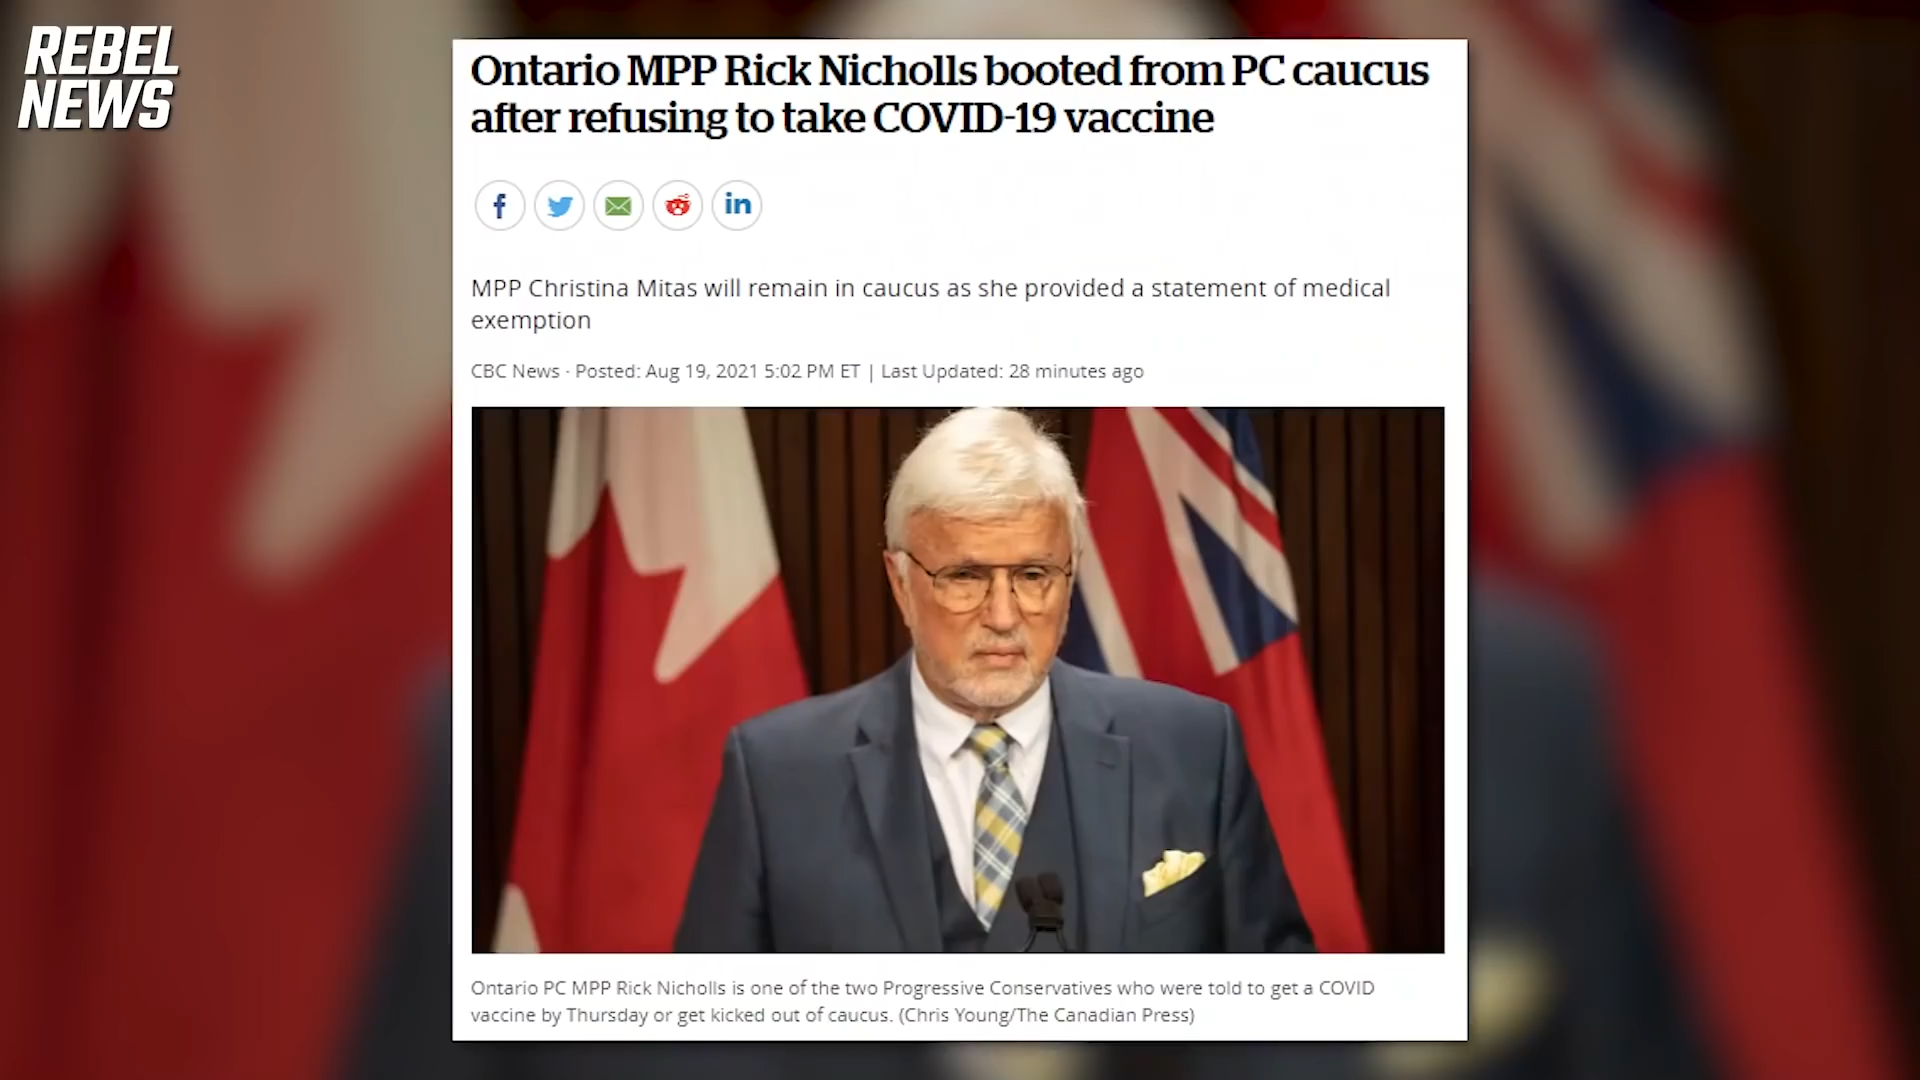 REBEL
NEWS
Ontario MPP Rick Nicholls booted from PC caucus
after refusing to take COVID-19 vaccine
f
in
MPP Christina Mitas will remain in caucus as she provided a statement of medical
exemption
CBC News · Posted: Aug 19, 2021 5:02 PM ET | Last Updated: 28 minutes ago
Ontario PC MPP Rick Nicholls is one of the two Progressive Conservatives who were told to get a COVID
vaccine by Thursday or get kicked out of caucus. (Chris Young/The Canadian Press)